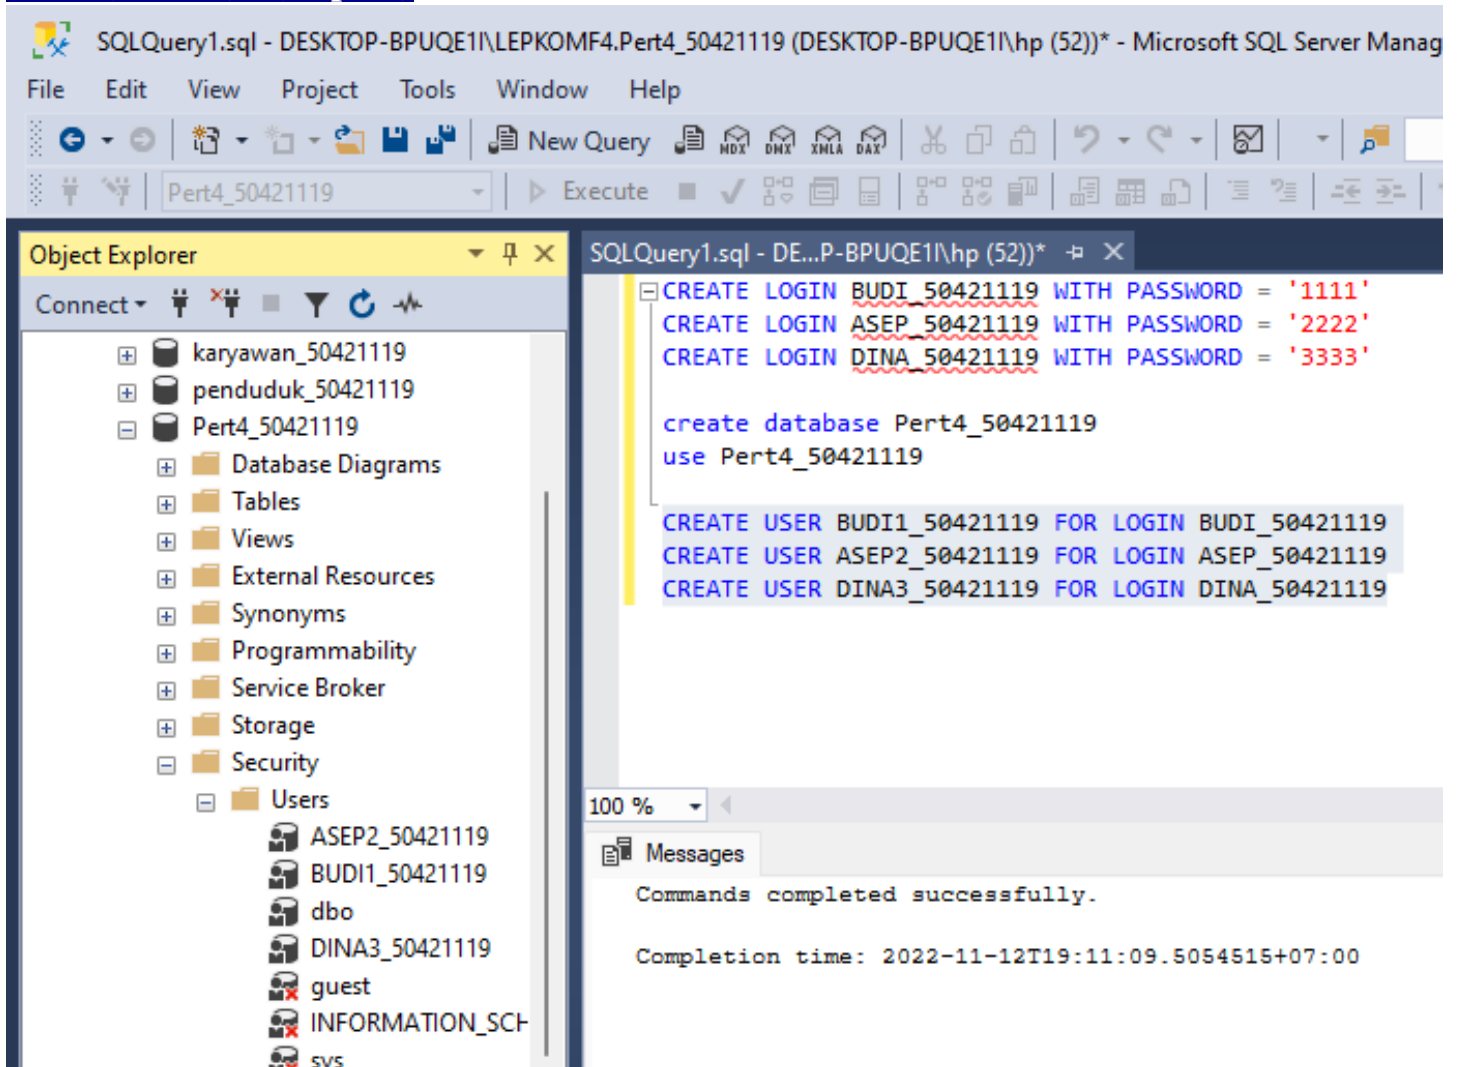 SQLQuery1.sql - DESKTOP-BPUQE1I\LEPKOMF4.Pert4_50421119 (DESKTOP-BPUQE1I\hp (52))* - Microsoft SQL Server Manag
File Edit View Project Tools Window Help
New Query MDX DMX XMLA DAX
Pert4_50421119 Execute
Object Explorer
Connect
karyawan_50421119
penduduk_50421119
Pert4_50421119
Database Diagrams
Tables
Views
External Resources
Synonyms
Programmability
Service Broker
Storage
Security
Users
ASEP2_50421119
BUDI1_50421119
dbo
DINA3_50421119
guest
INFORMATION_SCH
sys
SQLQuery1.sql - DE...P-BPUQE1I\hp (52))*
CREATE LOGIN BUDI_50421119 WITH PASSWORD = '1111'
CREATE LOGIN ASEP_50421119 WITH PASSWORD = '2222'
CREATE LOGIN DINA_50421119 WITH PASSWORD = '3333'
create database Pert4_50421119
use Pert4_50421119
CREATE USER BUDI1_50421119 FOR LOGIN BUDI_50421119
CREATE USER ASEP2_50421119 FOR LOGIN ASEP_50421119
CREATE USER DINA3_50421119 FOR LOGIN DINA_50421119
100 %
Messages
Commands completed successfully.
Completion time: 2022-11-12T19:11:09.5054515+07:00